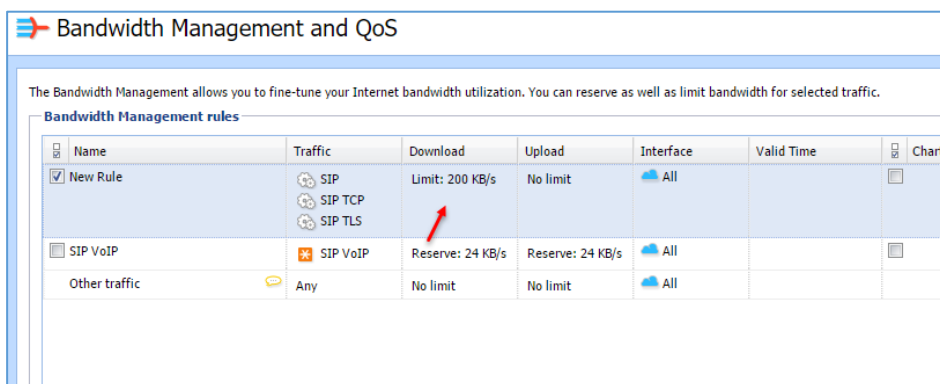 Bandwidth Management and QoS
The Bandwidth Management allows you to fine-tune your Internet bandwidth utilization. You can reserve as well as limit bandwidth for selected traffic.
Bandwidth Management rules
Name Traffic Download Upload Interface Valid Time Char
New Rule SIP Limit: 200 KB/s No limit All
SIP TCP
SIP TLS
SIP VoIP SIP VoIP Reserve: 24 KB/s Reserve: 24 KB/s All
Other traffic Any No limit No limit All